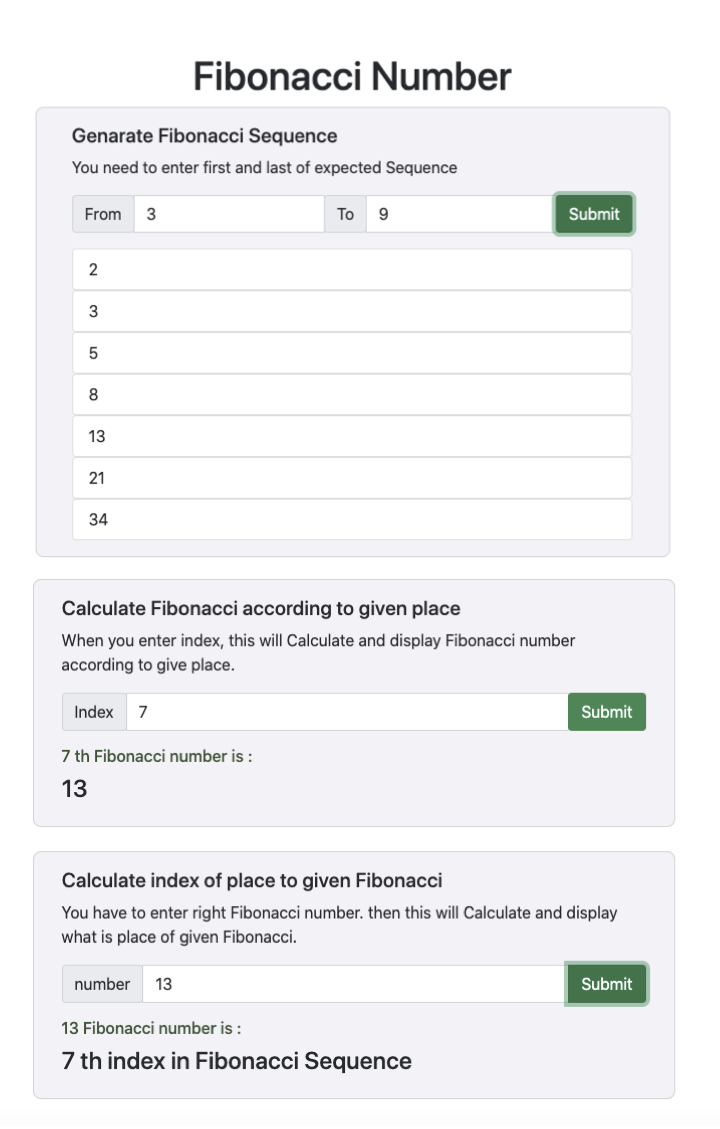 Fibonacci Number
Genarate Fibonacci Sequence
You need to enter first and last of expected Sequence
From 3 To 9 Submit
2
3
5
8
13
21
34
Calculate Fibonacci according to given place
When you enter index, this will Calculate and display Fibonacci number
according to give place.
Index 7 Submit
7 th Fibonacci number is :
13
Calculate index of place to given Fibonacci
You have to enter right Fibonacci number. then this will Calculate and display
what is place of given Fibonacci.
number 13 Submit
13 Fibonacci number is :
7 th index in Fibonacci Sequence